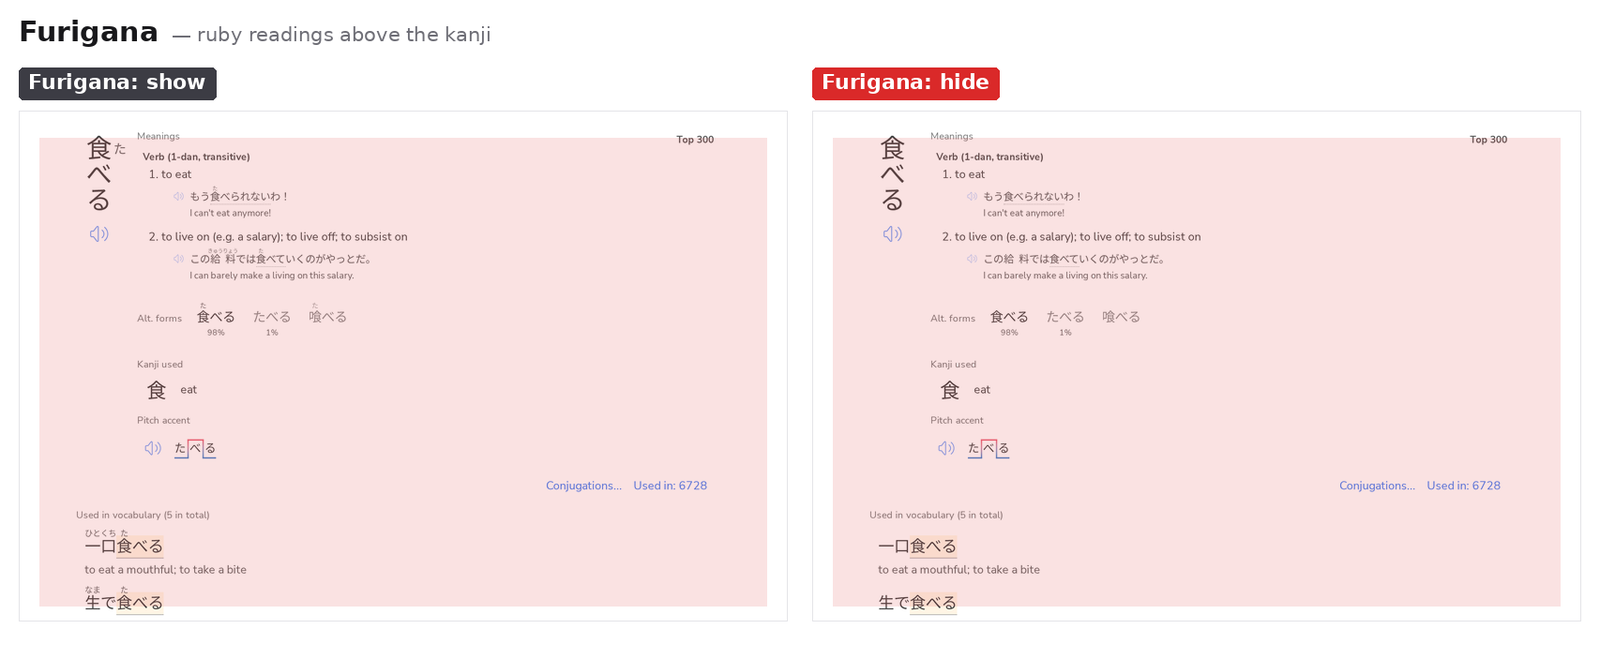 Furigana — ruby readings above the kanji
Furigana: show
食べる
た
Meanings
Top 300
Verb (1-dan, transitive)
1. to eat
た
もう食べられないわ！
I can't eat anymore!
2. to live on (e.g. a salary); to live off; to subsist on
きゅうりょう た
この給料では食べていくのがやっとだ。
I can barely make a living on this salary.
た た
Alt. forms 食べる たべる 喰べる
98% 1%
Kanji used
食 eat
Pitch accent
たべる
Conjugations... Used in: 6728
Used in vocabulary (5 in total)
ひとくち た
一口食べる
to eat a mouthful; to take a bite
なま た
生で食べる
Furigana: hide
食べる
Meanings
Top 300
Verb (1-dan, transitive)
1. to eat
もう食べられないわ！
I can't eat anymore!
2. to live on (e.g. a salary); to live off; to subsist on
この給料では食べていくのがやっとだ。
I can barely make a living on this salary.
Alt. forms 食べる たべる 喰べる
98% 1%
Kanji used
食 eat
Pitch accent
たべる
Conjugations... Used in: 6728
Used in vocabulary (5 in total)
一口食べる
to eat a mouthful; to take a bite
生で食べる